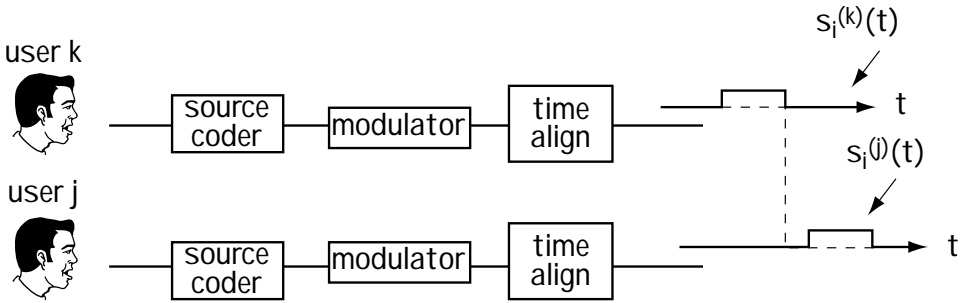 user k
source
coder
modulator
time
align
s_i^(k)(t)
t
user j
source
coder
modulator
time
align
s_i^(j)(t)
t